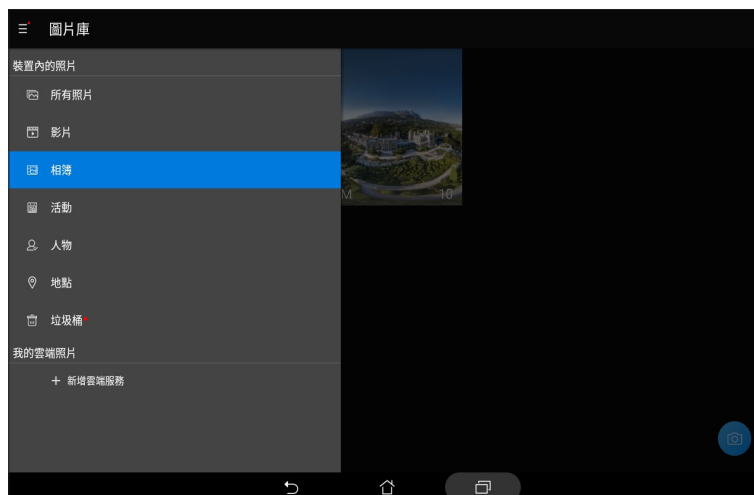 圖片庫
裝置內的照片
所有照片
影片
相簿
活動
人物
地點
垃圾桶
我的雲端照片
+ 新增雲端服務
M 10